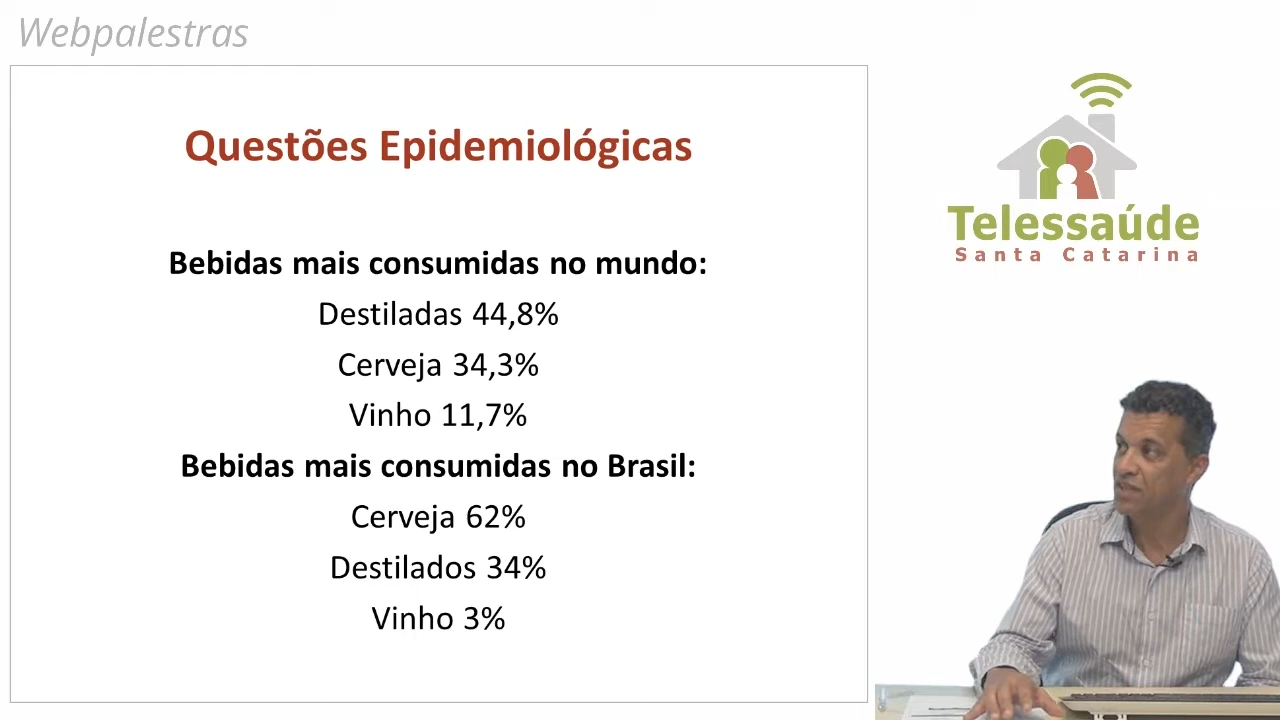 Webpalestras
Questões Epidemiológicas
Bebidas mais consumidas no mundo:
Destiladas 44,8%
Cerveja 34,3%
Vinho 11,7%
Bebidas mais consumidas no Brasil:
Cerveja 62%
Destilados 34%
Vinho 3%
Telessaúde
Santa Catarina